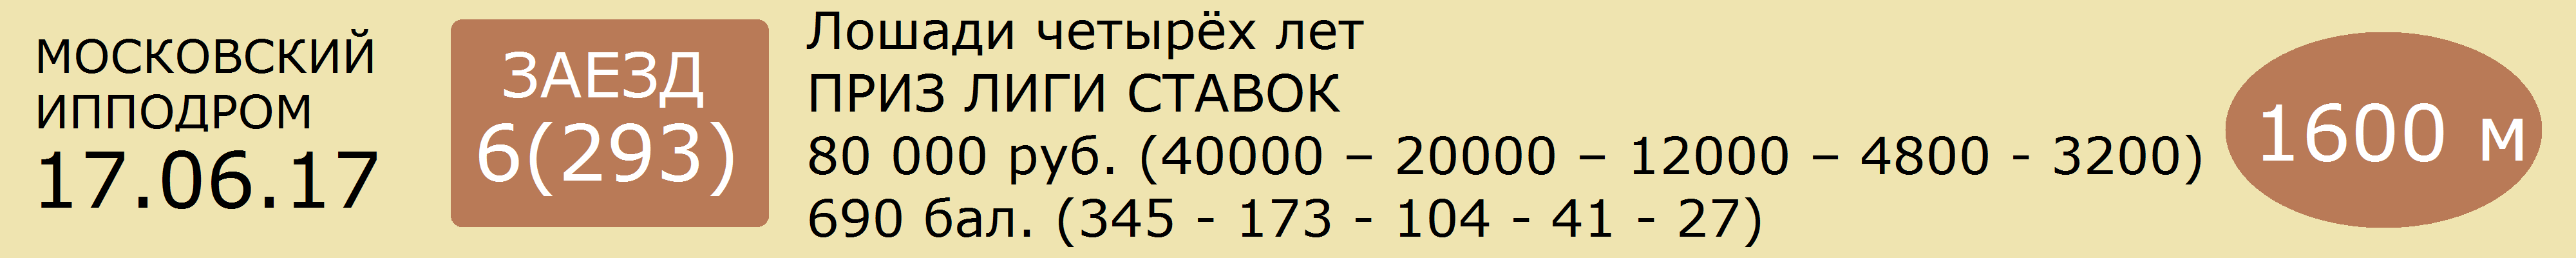 МОСКОВСКИЙ
ИППОДРОМ
17.06.17
ЗАЕЗД
6(293)
Лошади четырёх лет
ПРИЗ ЛИГИ СТАВОК
80 000 руб. (40000 – 20000 – 12000 – 4800 - 3200)
690 бал. (345 - 173 - 104 - 41 - 27)
1600 м